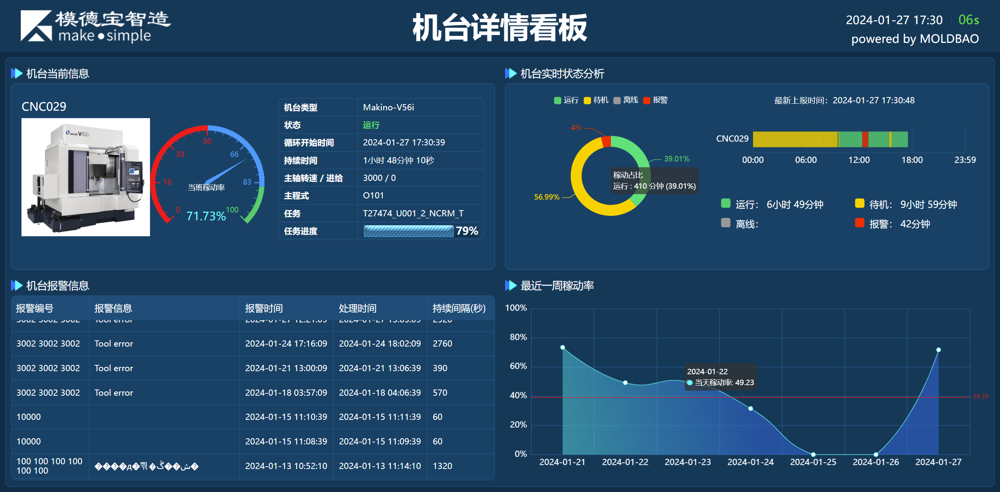 模德宝智造
make●simple
机台详情看板
2024-01-27 17:30 06s
powered by MOLDBAO
机台当前信息
CNC029
MAKINO V56i
0
16
33
50
66
83
100
当班稼动率
71.73%
机台类型 Makino-V56i
状态 运行
循环开始时间 2024-01-27 17:30:39
持续时间 1小时 48分钟 10秒
主轴转速 / 进给 3000 / 0
主程式 O101
任务 T27474_U001_2_NCRM_T
任务进度 79%
机台实时状态分析
运行 待机 离线 报警
最新上报时间：2024-01-27 17:30:48
4%
39.01%
56.99%
稼动占比
运行 : 410 分钟 (39.01%)
CNC029
00:00 06:00 12:00 18:00 23:59
运行： 6小时 49分钟
待机： 9小时 59分钟
离线：
报警： 42分钟
机台报警信息
报警编号 报警信息 报警时间 处理时间 持续间隔(秒)
3002 3002 3002 Tool error 2024-01-27 12:21:09 2024-01-27 13:03:09 2520
3002 3002 3002 Tool error 2024-01-24 17:16:09 2024-01-24 18:02:09 2760
3002 3002 3002 Tool error 2024-01-21 13:00:09 2024-01-21 13:06:39 390
3002 3002 3002 Tool error 2024-01-18 03:57:09 2024-01-18 04:06:39 570
10000 2024-01-15 11:10:39 2024-01-15 11:11:39 60
10000 2024-01-15 11:08:39 2024-01-15 11:09:39 60
100 100 100 100
100 100 2024-01-13 10:52:10 2024-01-13 11:14:10 1320
最近一周稼动率
100%
80%
60%
40%
20%
0%
2024-01-22
当天稼动率: 49.23
39.39
2024-01-21 2024-01-22 2024-01-23 2024-01-24 2024-01-25 2024-01-26 2024-01-27